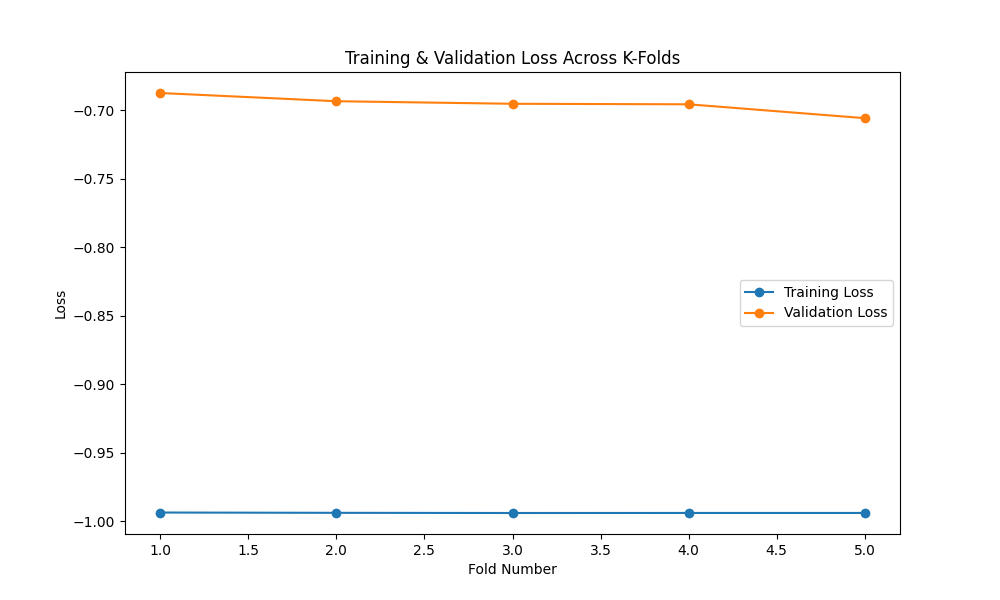 Training & Validation Loss Across K-Folds
Loss
−0.70
−0.75
−0.80
−0.85
−0.90
−0.95
−1.00
Training Loss
Validation Loss
1.0 1.5 2.0 2.5 3.0 3.5 4.0 4.5 5.0
Fold Number